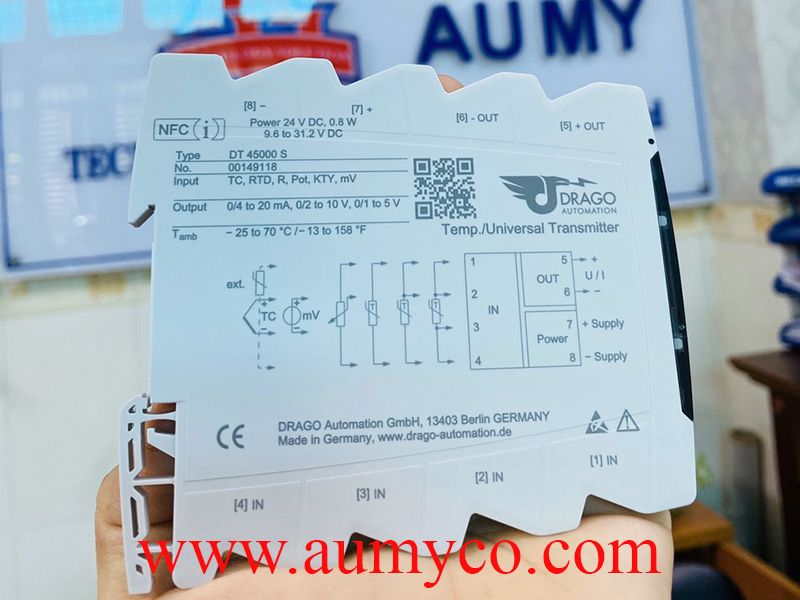 AUMY
TEC
[8] –
[7] +
[6] - OUT
[5] + OUT
NFC
Power 24 V DC, 0.8 W
9.6 to 31.2 V DC
Type DT 45000 S
No. 00149118
Input TC, RTD, R, Pot, KTY, mV
Output 0/4 to 20 mA, 0/2 to 10 V, 0/1 to 5 V
Tamb – 25 to 70 °C / – 13 to 158 °F
DRAGO
AUTOMATION
Temp./Universal Transmitter
ext.
TC
mV
1
2
3
4
IN
OUT
Power
5 +
U / I
6 –
7 + Supply
8 – Supply
CE
DRAGO Automation GmbH, 13403 Berlin GERMANY
Made in Germany, www.drago-automation.de
[4] IN
[3] IN
[2] IN
[1] IN
www.aumyco.com